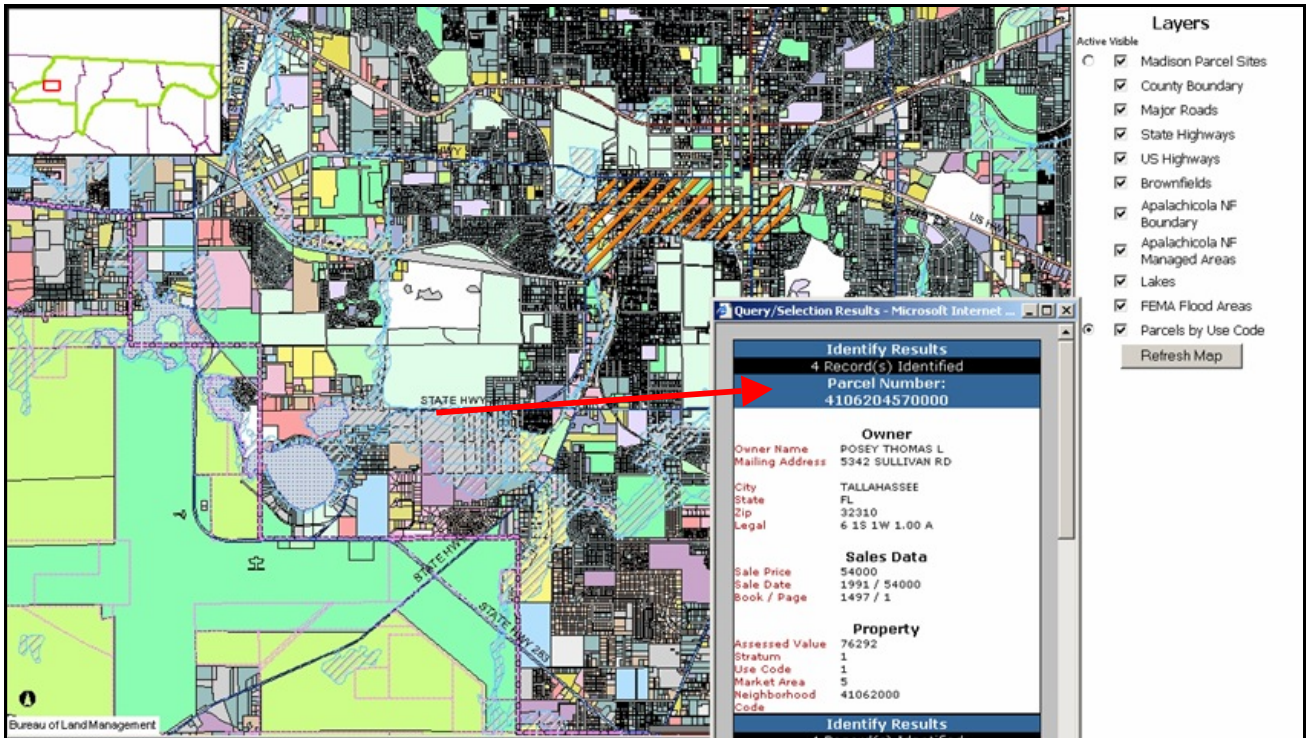 Layers
Active Visible
Madison Parcel Sites
County Boundary
Major Roads
State Highways
US Highways
Brownfields
Apalachicola NF
Boundary
Apalachicola NF
Managed Areas
Lakes
FEMA Flood Areas
Parcels by Use Code
Refresh Map
HWY
US HWY
STATE HWY
STATE HWY
STATE HWY 263
Bureau of Land Management
Query/Selection Results - Microsoft Internet ...
Identify Results
4 Record(s) Identified
Parcel Number:
4106204570000
Owner
Owner Name POSEY THOMAS L
Mailing Address 5342 SULLIVAN RD
City TALLAHASSEE
State FL
Zip 32310
Legal 6 1S 1W 1.00 A
Sales Data
Sale Price 54000
Sale Date 1991 / 54000
Book / Page 1497 / 1
Property
Assessed Value 76292
Stratum 1
Use Code 1
Market Area 5
Neighborhood 41062000
Code
Identify Results
4 Record(s) Identified